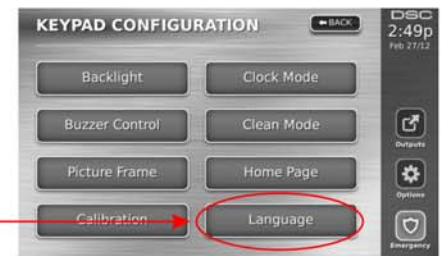 KEYPAD CONFIGURATION
BACK
DSC
2:49p
Feb 27/12
Backlight
Clock Mode
Buzzer Control
Clean Mode
Outputs
Picture Frame
Home Page
Options
Calibration
Language
Emergency